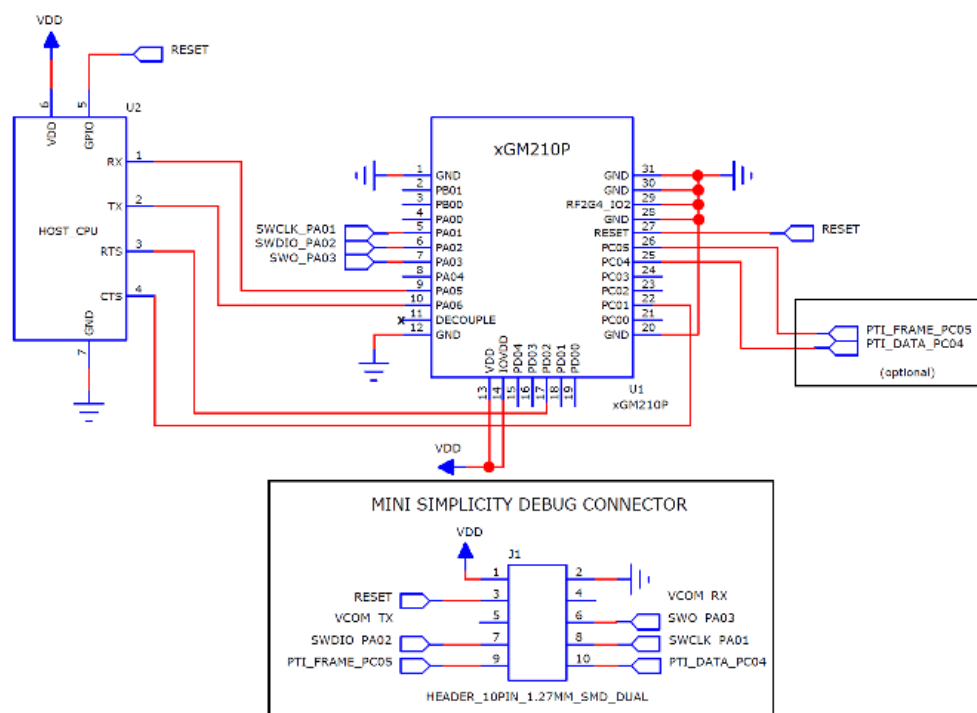 VDD
RESET
6
5
U2
VDD
GPIO
RX
1
TX
2
HOST CPU
RTS
3
CTS
4
GND
7
xGM210P
1
GND
2
PB01
3
PB00
4
PA00
SWCLK_PA01
5
PA01
SWDIO_PA02
6
PA02
SWO_PA03
7
PA03
8
PA04
9
PA05
10
PA06
11
DECOUPLE
12
GND
GND
31
GND
30
RF2G4_IO2
29
GND
28
RESET
27
RESET
PC05
26
PC04
25
PC03
24
PC02
23
PC01
22
PC00
21
GND
20
VDD
IOVDD
PD04
PD03
PD02
PD01
PD00
13
14
15
16
17
18
19
U1
xGM210P
PTI_FRAME_PC05
PTI_DATA_PC04
(optional)
VDD
MINI SIMPLICITY DEBUG CONNECTOR
VDD
J1
1
2
RESET
3
4
VCOM RX
VCOM TX
5
6
SWO PA03
SWDIO PA02
7
8
SWCLK PA01
PTI_FRAME_PC05
9
10
PTI_DATA_PC04
HEADER_10PIN_1.27MM_SMD_DUAL